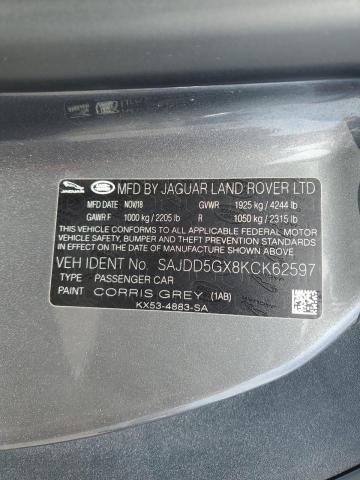 MFD BY JAGUAR LAND ROVER LTD
MFD DATE NOV/18 GVWR 1925 kg / 4244 lb
GAWR F 1000 kg / 2205 lb R 1050 kg / 2315 lb
THIS VEHICLE CONFORMS TO ALL APPLICABLE FEDERAL MOTOR
VEHICLE SAFETY, BUMPER AND THEFT PREVENTION STANDARDS
IN EFFECT ON THE DATE OF MANUFACTURE SHOWN ABOVE.
VEH IDENT No. SAJDD5GX8KCK62597
TYPE PASSENGER CAR
PAINT CORRIS GREY (1AB)
KX53-4883-SA